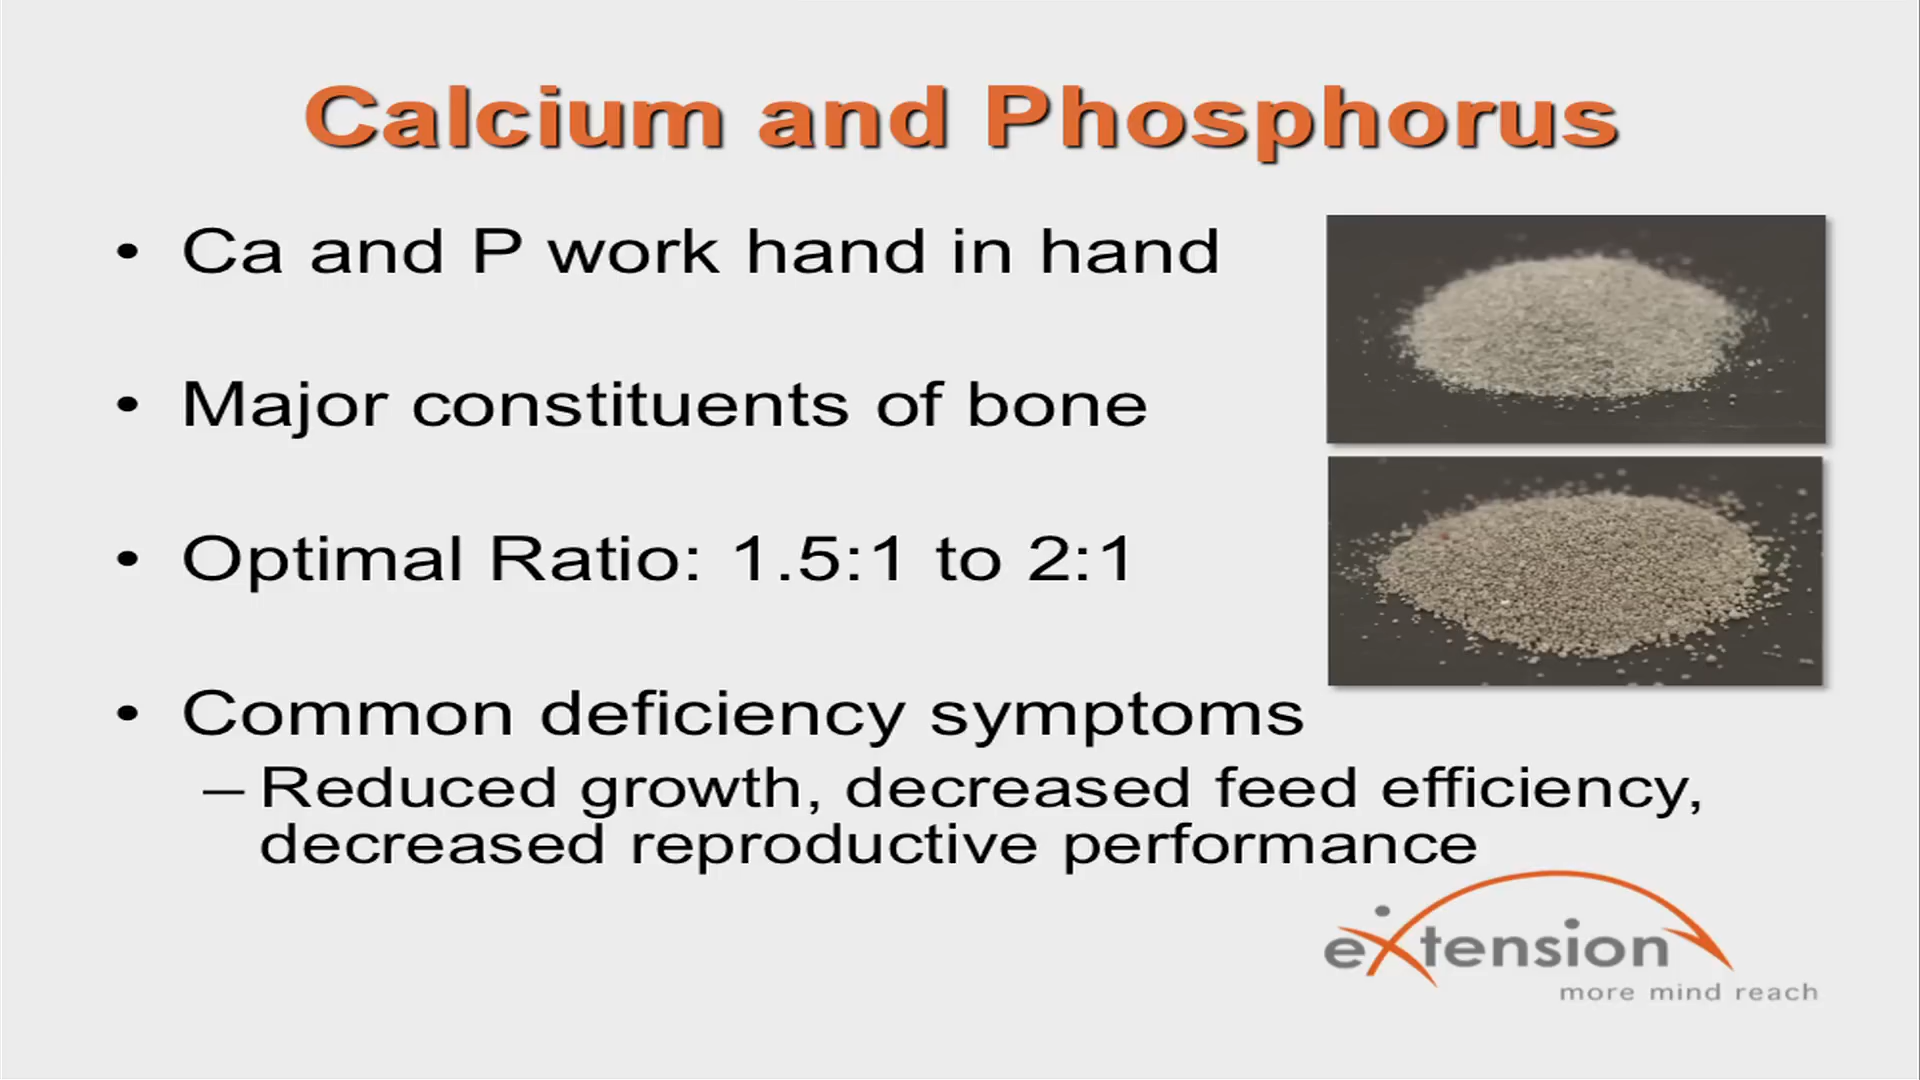 Calcium and Phosphorus
• Ca and P work hand in hand
• Major constituents of bone
• Optimal Ratio: 1.5:1 to 2:1
• Common deficiency symptoms
– Reduced growth, decreased feed efficiency,
decreased reproductive performance
eXtension
more mind reach